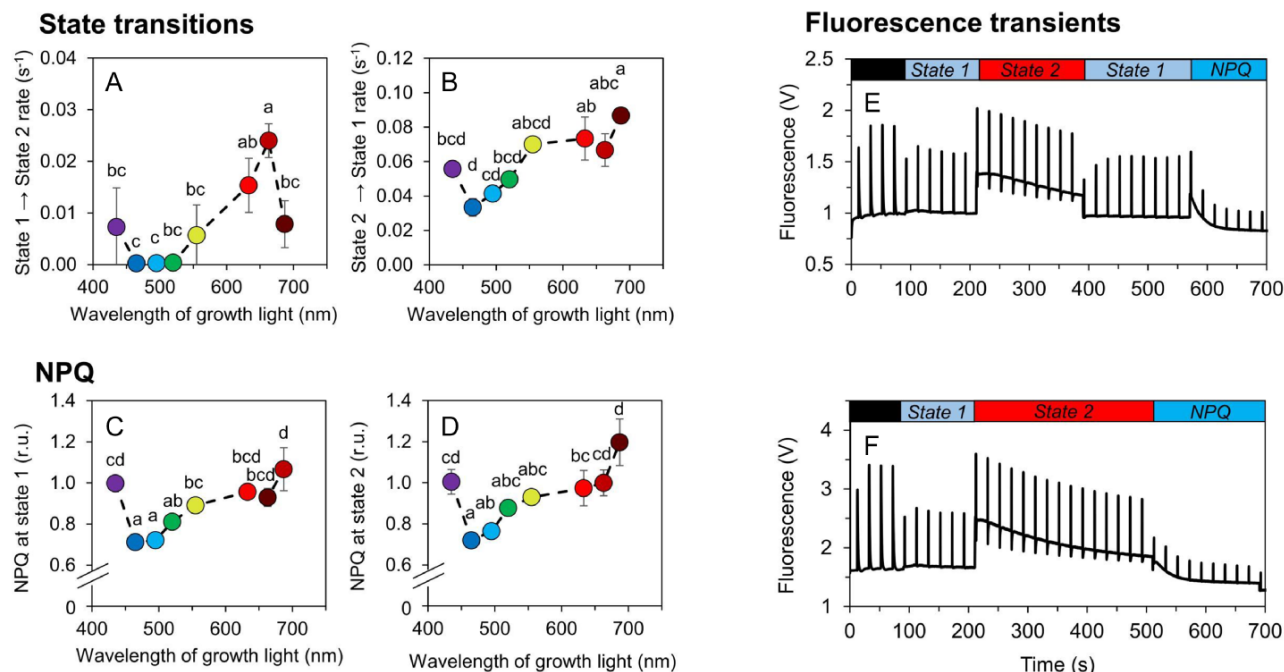 State transitions
A
State 1 → State 2 rate (s⁻¹)
0.04
0.03
0.02
0.01
0.00
bc
c
c
bc
bc
ab
a
bc
400
500
600
700
Wavelength of growth light (nm)
B
State 2 → State 1 rate (s⁻¹)
0.12
0.10
0.08
0.06
0.04
0.02
0.00
bcd
d
cd
bcd
abcd
ab
abc
a
400
500
600
700
Wavelength of growth light (nm)
NPQ
C
NPQ at state 1 (r.u.)
1.4
1.2
1.0
0.8
0.6
0
cd
a
a
ab
bc
bcd
bcd
d
400
500
600
700
Wavelength of growth light (nm)
D
NPQ at state 2 (r.u.)
1.4
1.2
1.0
0.8
0.6
0
cd
a
ab
abc
abc
bc
cd
d
400
500
600
700
Wavelength of growth light (nm)
Fluorescence transients
State 1
State 2
State 1
NPQ
E
Fluorescence (V)
2.5
2
1.5
1
0.5
0
100
200
300
400
500
600
700
State 1
State 2
NPQ
F
Fluorescence (V)
4
3
2
1
0
100
200
300
400
500
600
700
Time (s)